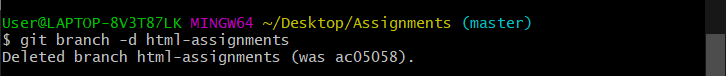 User@LAPTOP-8V3T87LK MINGW64 ~/Desktop/Assignments (master)
$ git branch -d html-assignments
Deleted branch html-assignments (was ac05058).